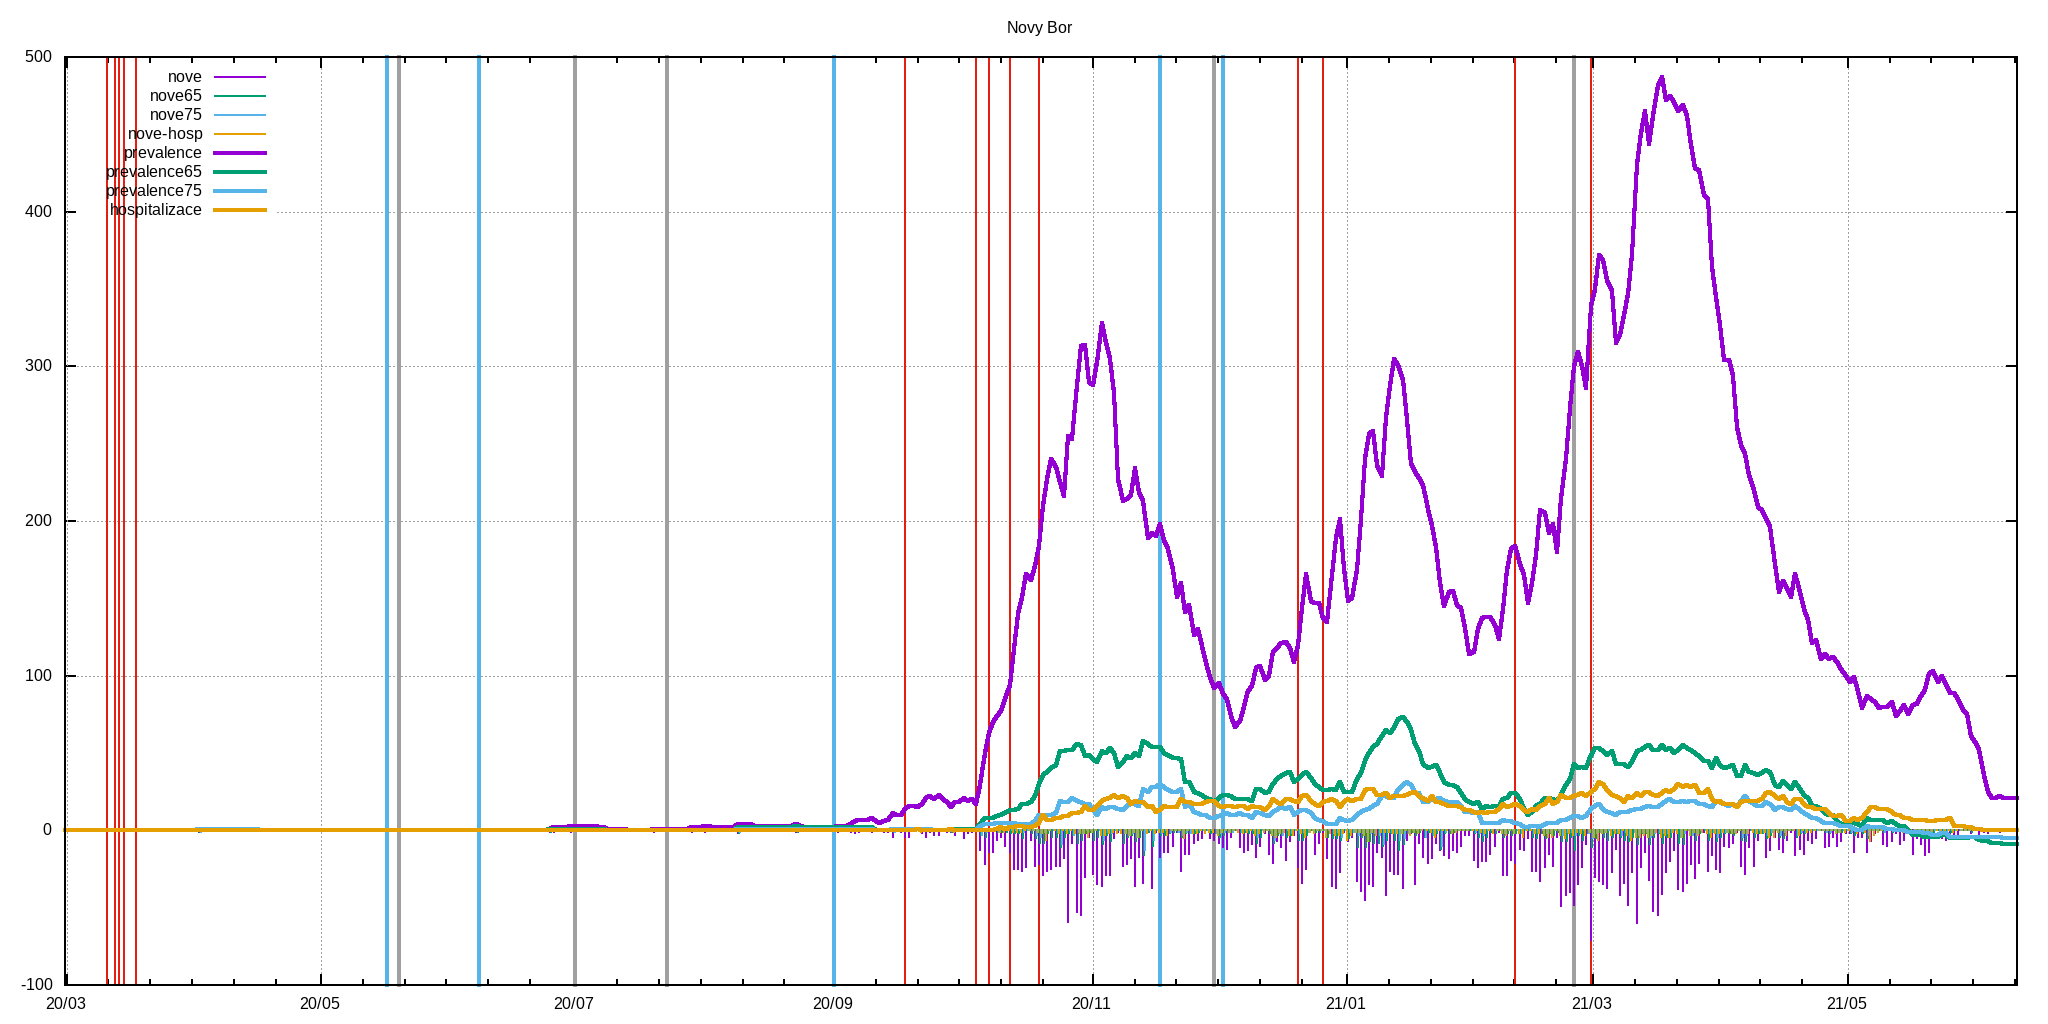 Novy Bor
500
400
300
200
100
0
-100
nove
nove65
nove75
nove-hosp
prevalence
prevalence65
prevalence75
hospitalizace
20/03 20/05 20/07 20/09 20/11 21/01 21/03 21/05